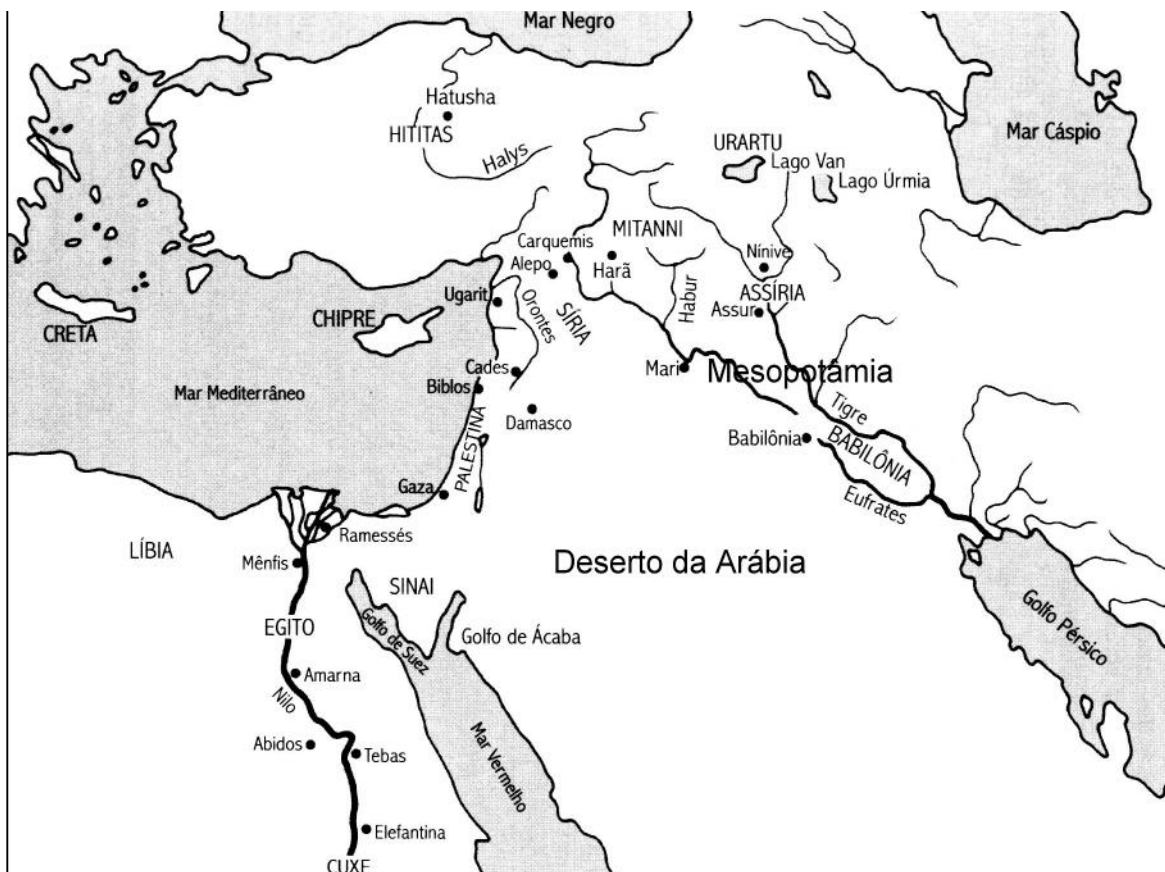 Mar Negro
Hatusha
HITITAS
Halys
Mar Cáspio
URARTU
Lago Van
Lago Úrmia
MITANNI
Carquemis
Alepo
Harã
Nínive
ASSÍRIA
Assur
Habur
Ugarit
Orontes
SÍRIA
CRETA
CHIPRE
Mar Mediterrâneo
Cades
Biblos
Mari
Mesopotâmia
Damasco
PALESTINA
Tigre
Babilônia
BABILÔNIA
Eufrates
Gaza
Ramessés
LÍBIA
Mênfis
Deserto da Arábia
SINAI
Golfo Pérsico
EGITO
Golfo de Suez
Golfo de Ácaba
Amarna
Nilo
Abidos
Tebas
Mar Vermelho
Elefantina
CUXE